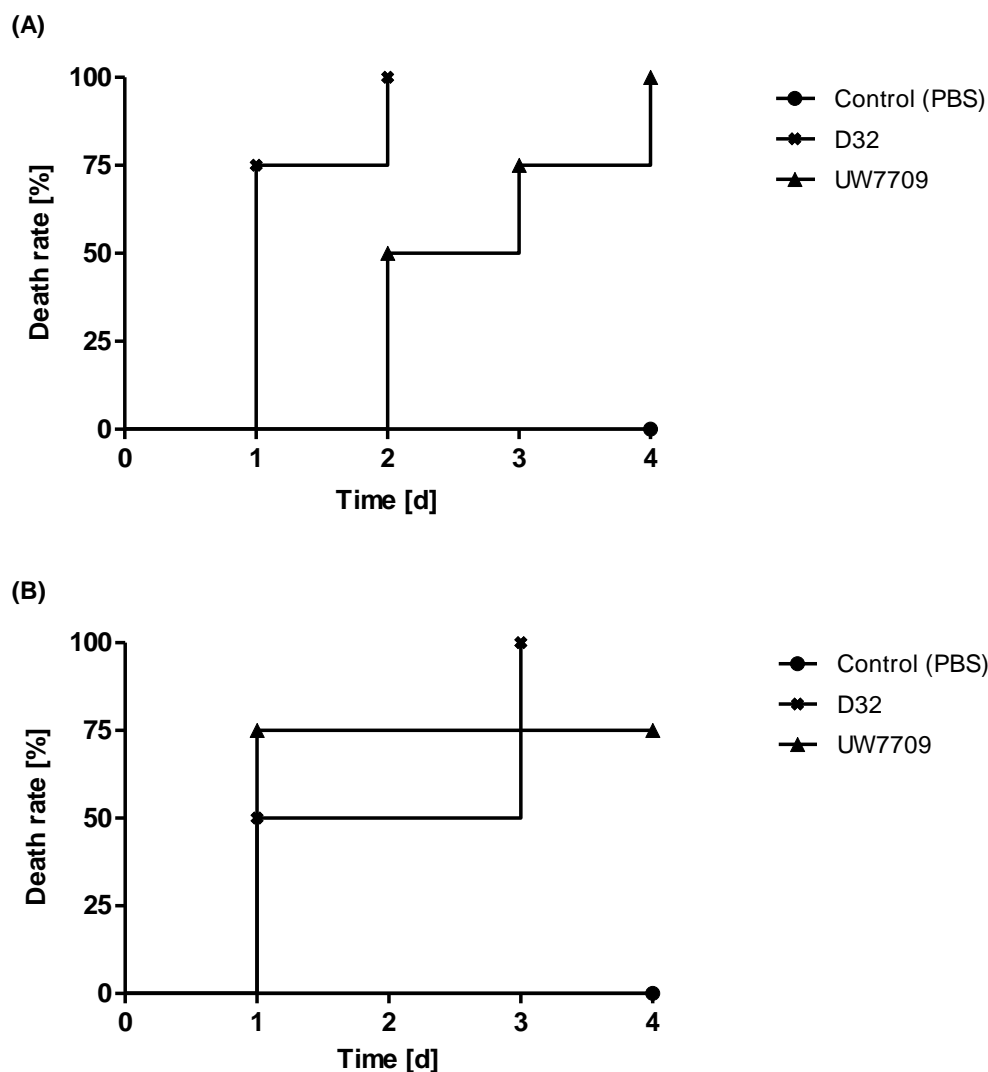 (A)
100
75
50
25
0
Death rate [%]
0 1 2 3 4
Time [d]
Control (PBS)
D32
UW7709
(B)
100
75
50
25
0
Death rate [%]
0 1 2 3 4
Time [d]
Control (PBS)
D32
UW7709